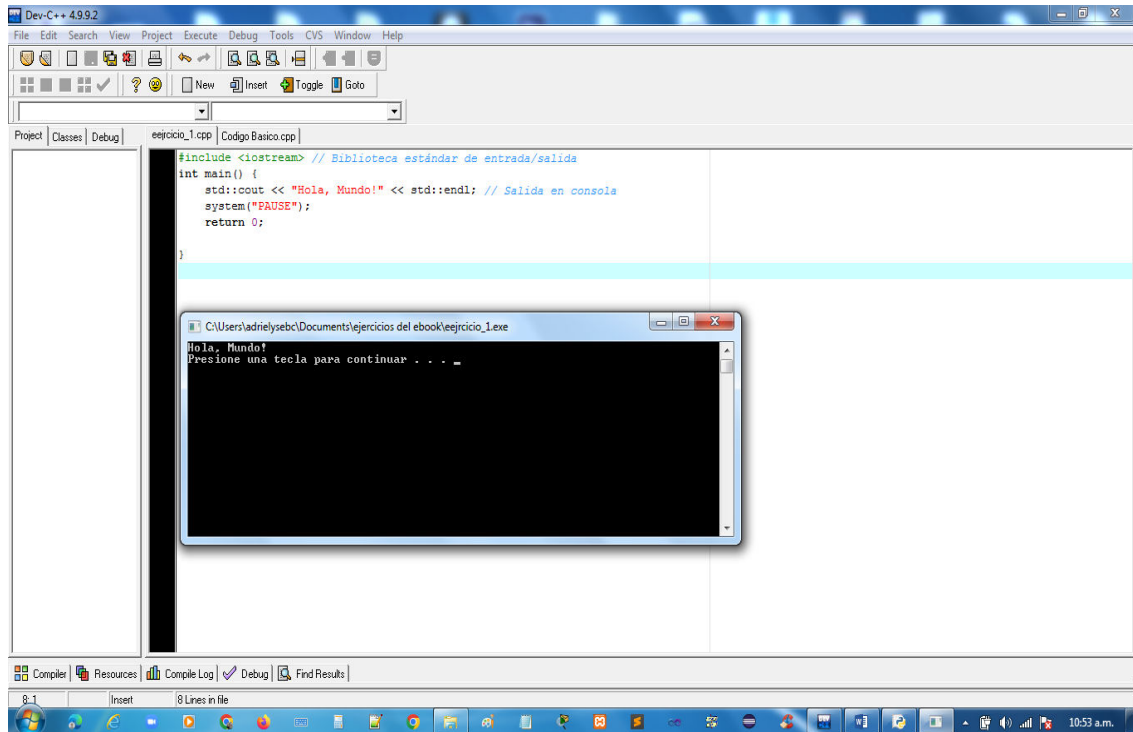 Dev-C++ 4.9.9.2
File Edit Search View Project Execute Debug Tools CVS Window Help
New Insert Toggle Goto
Project Classes Debug eejrcicio_1.cpp Codigo Basico.cpp
#include <iostream> // Biblioteca estándar de entrada/salida
int main() {
std::cout << "Hola, Mundo!" << std::endl; // Salida en consola
system("PAUSE");
return 0;
}
C:\Users\adrielysebc\Documents\ejercicios del ebook\eejrcicio_1.exe
Hola, Mundo!
Presione una tecla para continuar . . . _
Compiler Resources Compile Log Debug Find Results
8: 1 Insert 8 Lines in file
10:53 a.m.